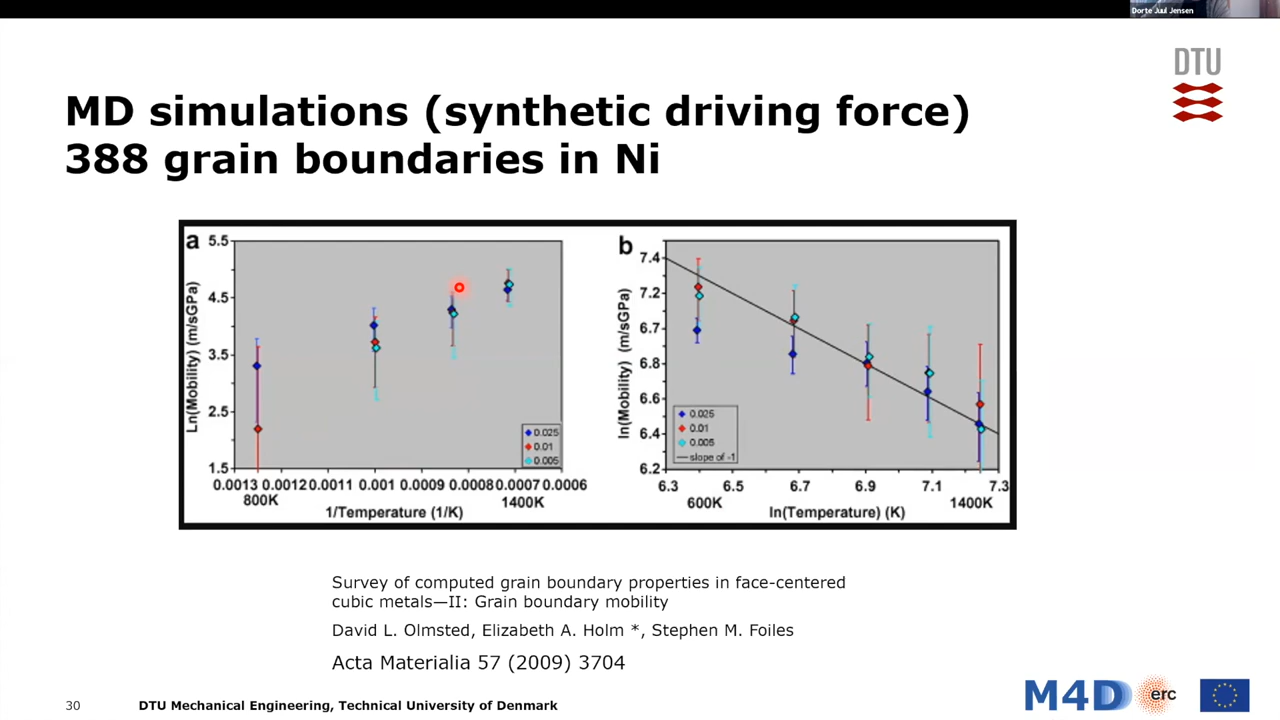 Dorte Juul Jensen
DTU
MD simulations (synthetic driving force)
388 grain boundaries in Ni
a
5.5
4.5
3.5
2.5
1.5
Ln(Mobility) (m/sGPa)
0.025
0.01
0.005
0.0013 0.0012 0.0011 0.001 0.0009 0.0008 0.0007 0.0006
800K 1400K
1/Temperature (1/K)
b
7.4
7.2
6.7
6.8
6.6
6.4
6.2
ln(Mobility) (m/sGPa)
0.025
0.01
0.005
slope of -1
6.3 6.5 6.7 6.9 7.1 7.3
600K 1400K
ln(Temperature) (K)
Survey of computed grain boundary properties in face-centered
cubic metals—II: Grain boundary mobility
David L. Olmsted, Elizabeth A. Holm *, Stephen M. Foiles
Acta Materialia 57 (2009) 3704
30 DTU Mechanical Engineering, Technical University of Denmark
M4D erc